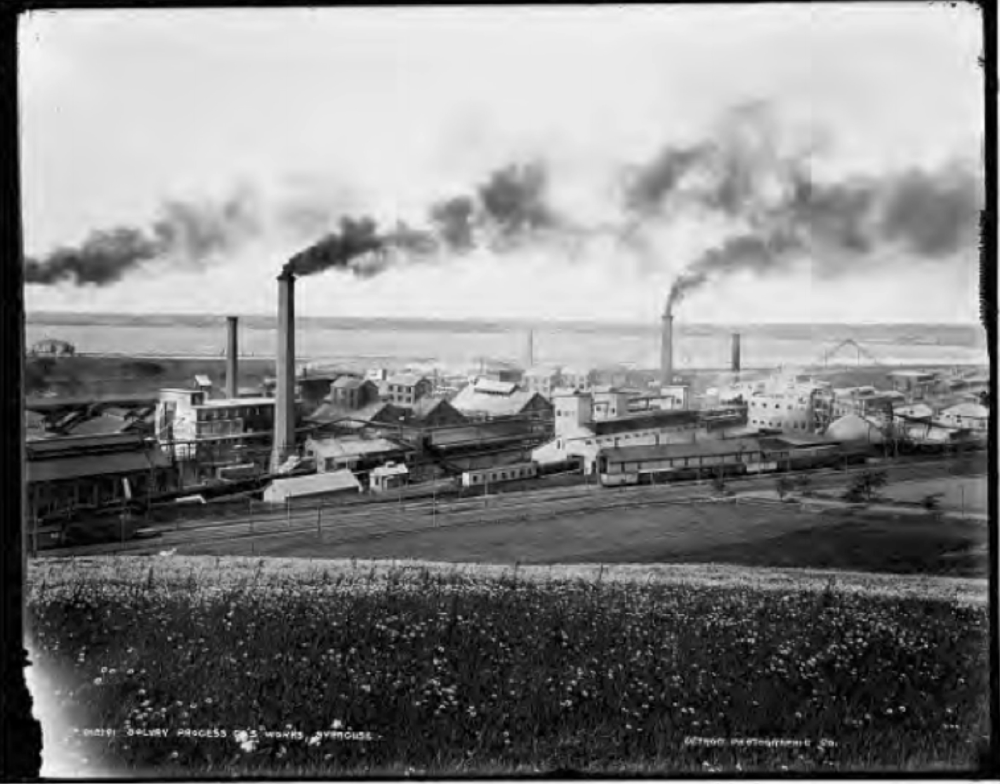 SOLVAY PROCESS CO'S WORKS, SYRACUSE.
DETROIT PHOTOGRAPHIC CO.